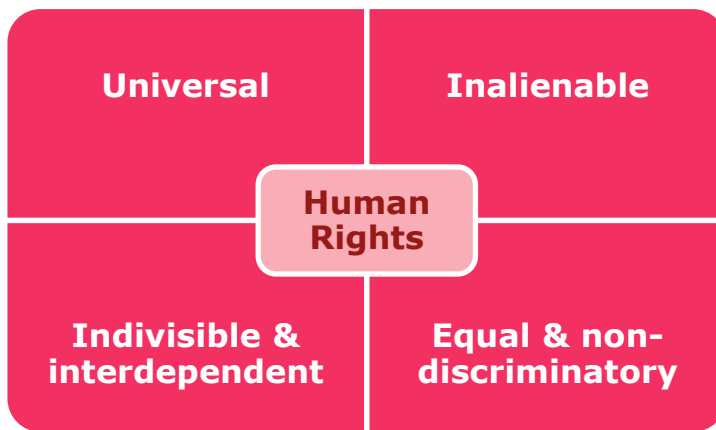 Universal
Inalienable
Human
Rights
Indivisible &
interdependent
Equal & non-
discriminatory